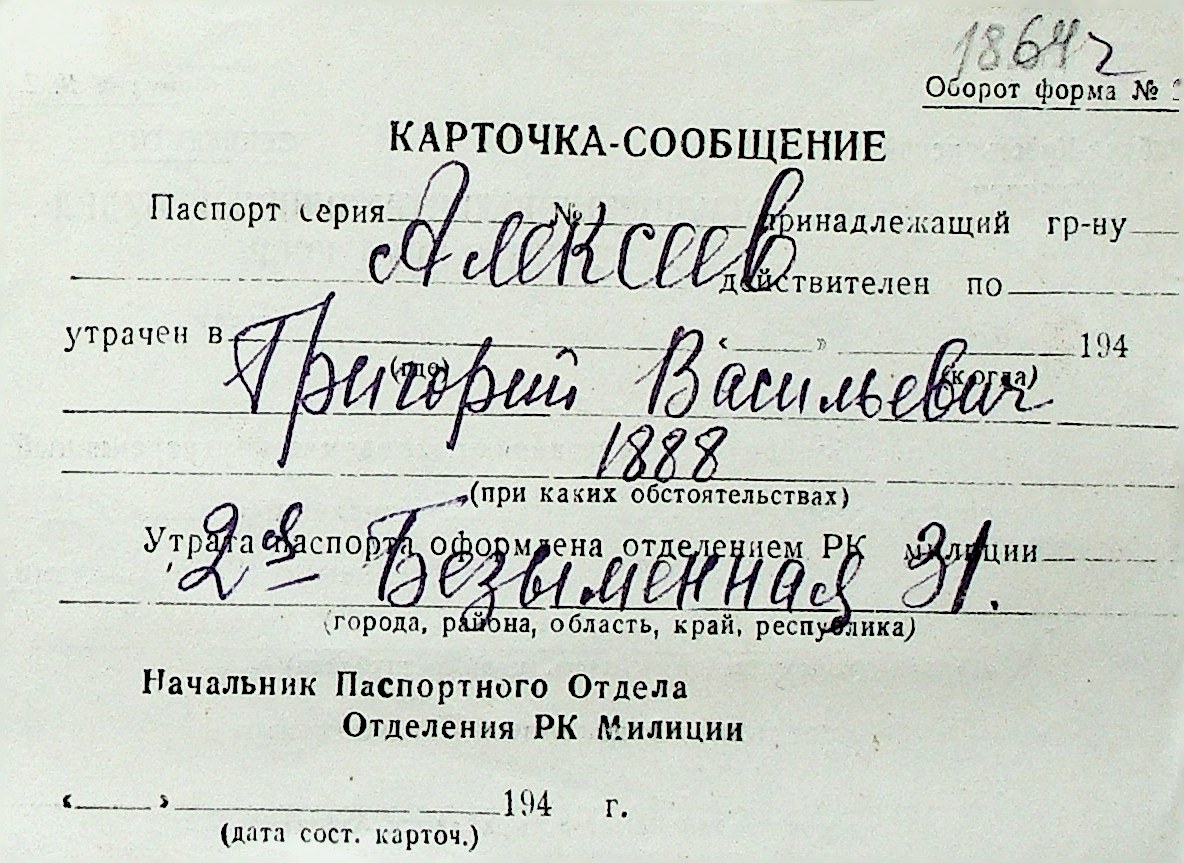 1864 г
Оборот форма №
КАРТОЧКА-СООБЩЕНИЕ
Паспорт серия № принадлежащий гр-ну
Алексеев
действителен по
утрачен в « » 194
(где) (когда)
Григорий Васильевич
1888
(при каких обстоятельствах)
Утрата паспорта оформлена отделением РК милиции
2я Безыменная 31.
(города, района, область, край, республика)
Начальник Паспортного Отдела
Отделения РК Милиции
« » 194 г.
(дата сост. карточ.)